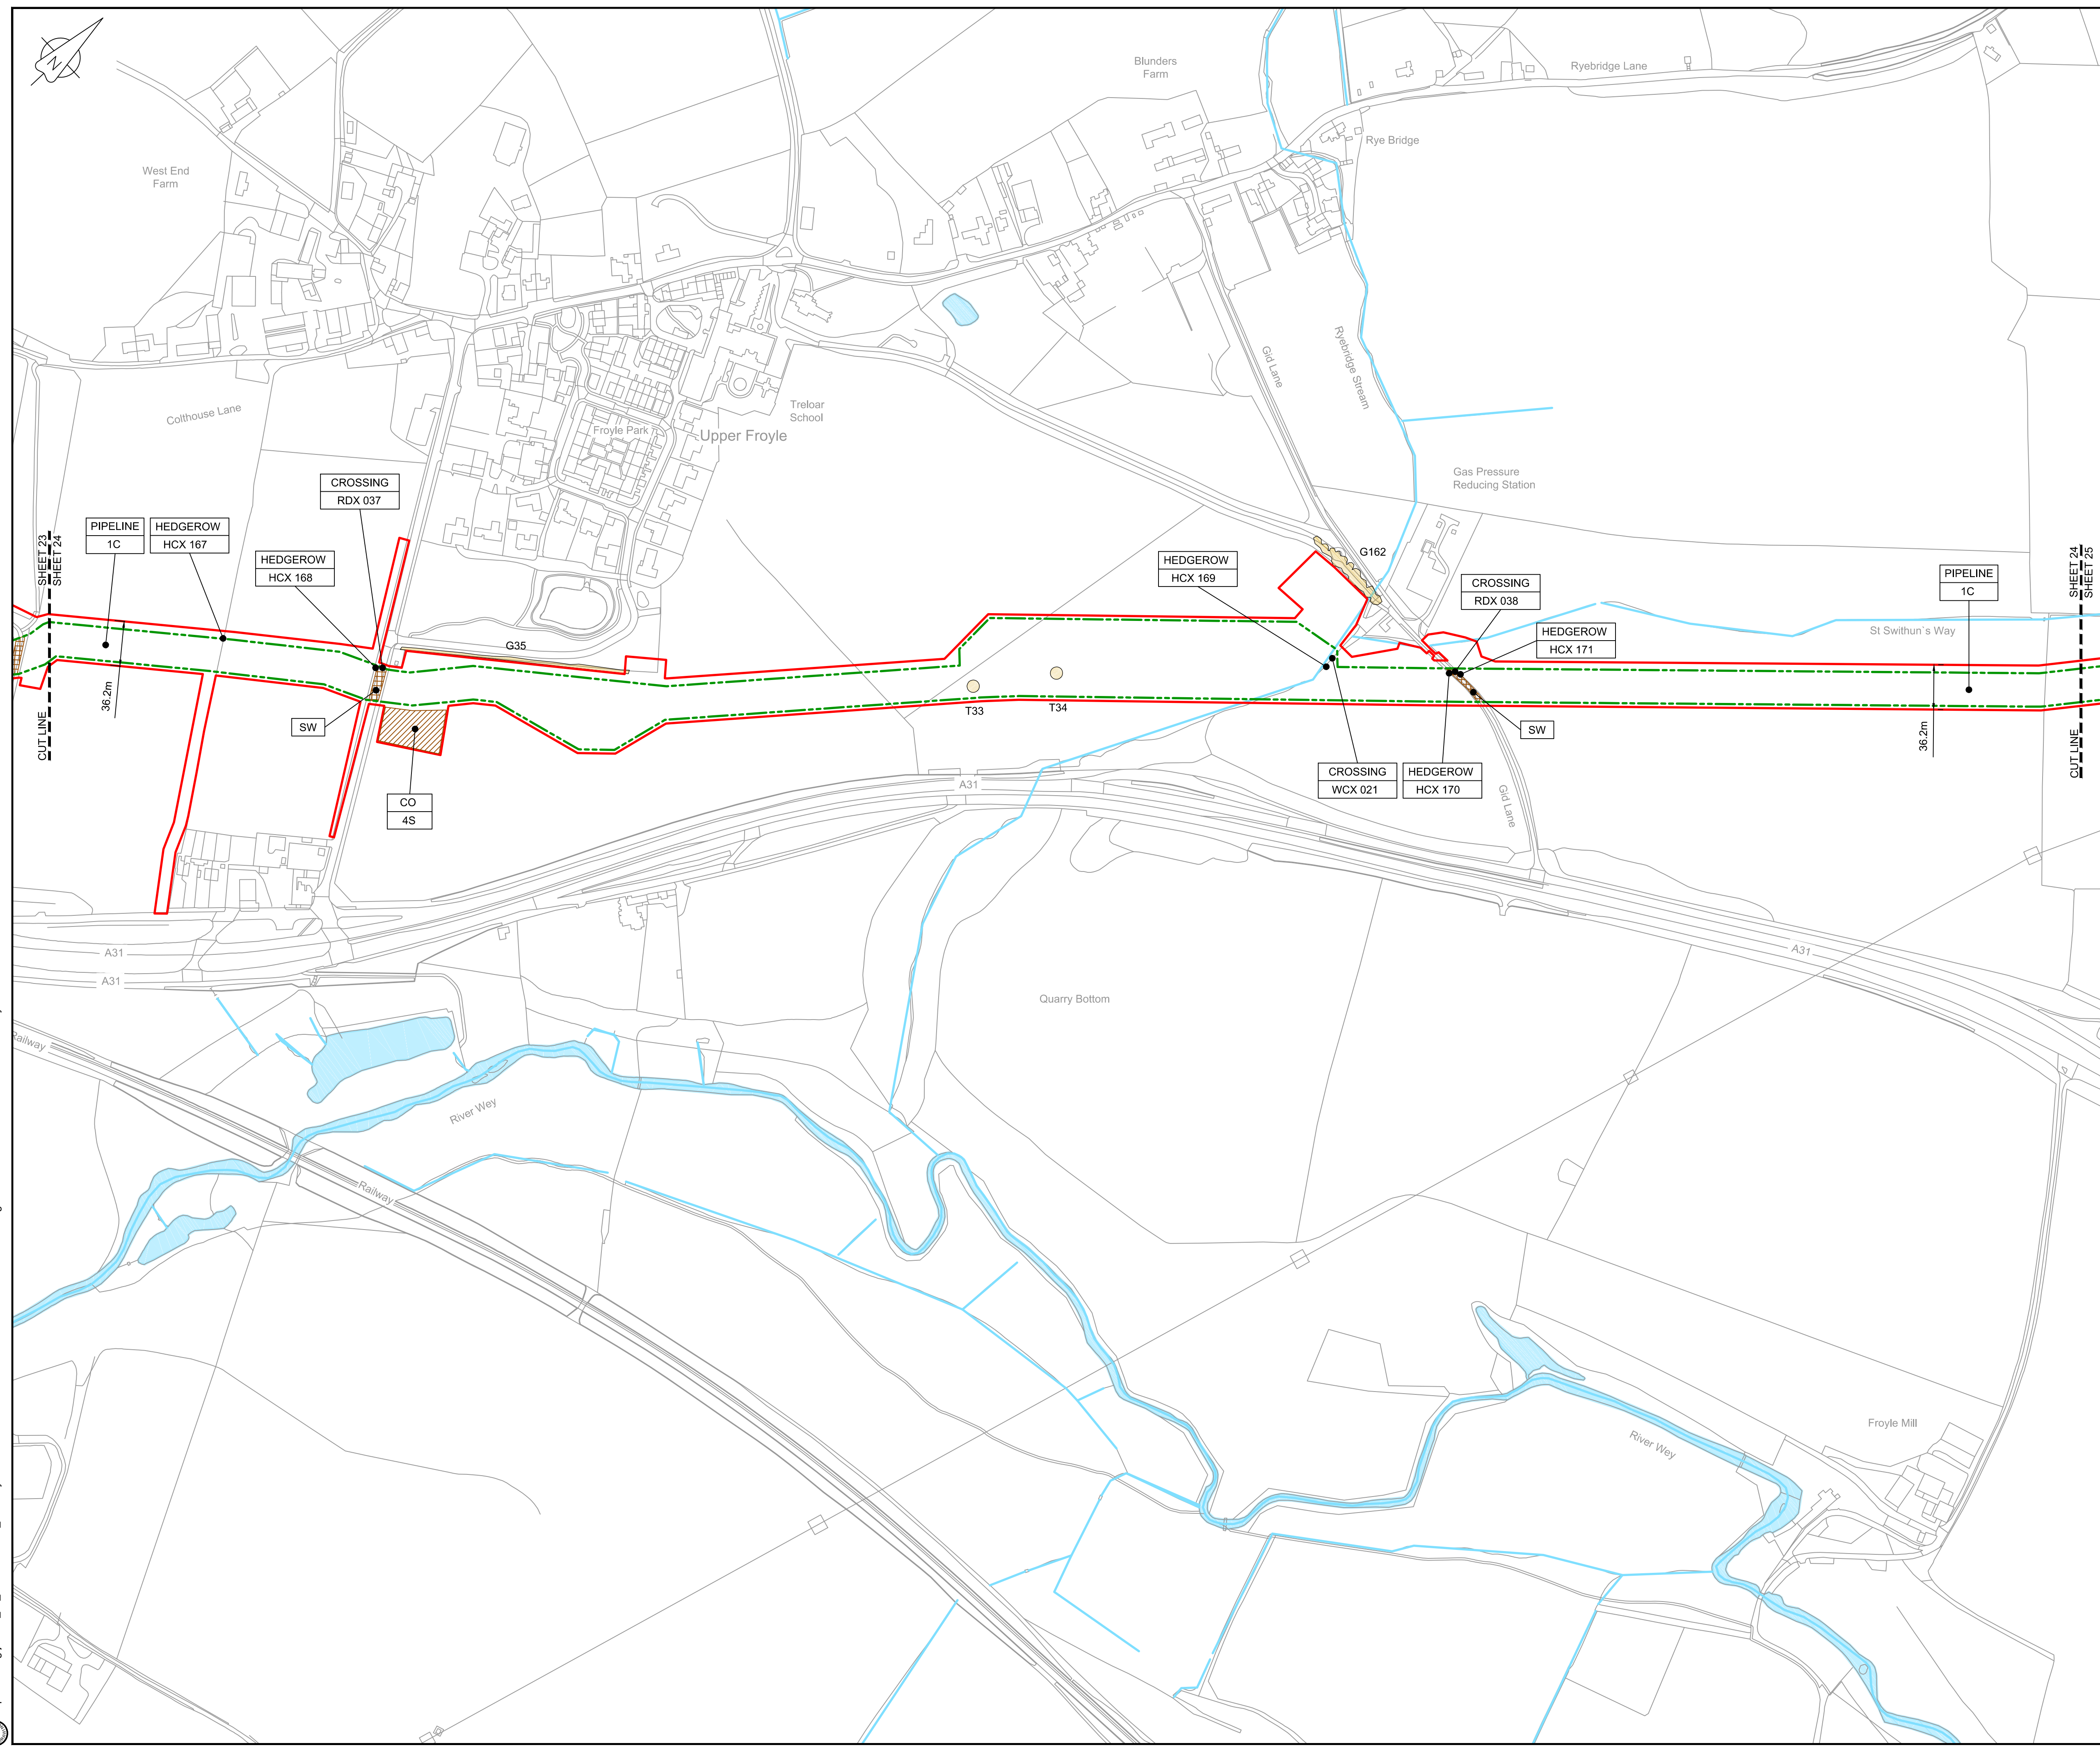 N
Blunders
Farm
Ryebridge Lane
Rye Bridge
West End
Farm
Gid Lane
Ryebridge Stream
Colthouse Lane
Treloar
School
Froyle Park
Upper Froyle
Gas Pressure
Reducing Station
CROSSING
RDX 037
PIPELINE
1C
HEDGEROW
HCX 167
HEDGEROW
HCX 168
SHEET 23
SHEET 24
CUT LINE
36.2m
G35
SW
CO
4S
T33
T34
HEDGEROW
HCX 169
G162
CROSSING
RDX 038
HEDGEROW
HCX 171
PIPELINE
1C
SHEET 24
SHEET 25
CUT LINE
St Swithun`s Way
36.2m
SW
CROSSING
WCX 021
HEDGEROW
HCX 170
Gid Lane
A31
A31
A31
A31
Quarry Bottom
Railway
River Wey
Railway
Froyle Mill
River Wey